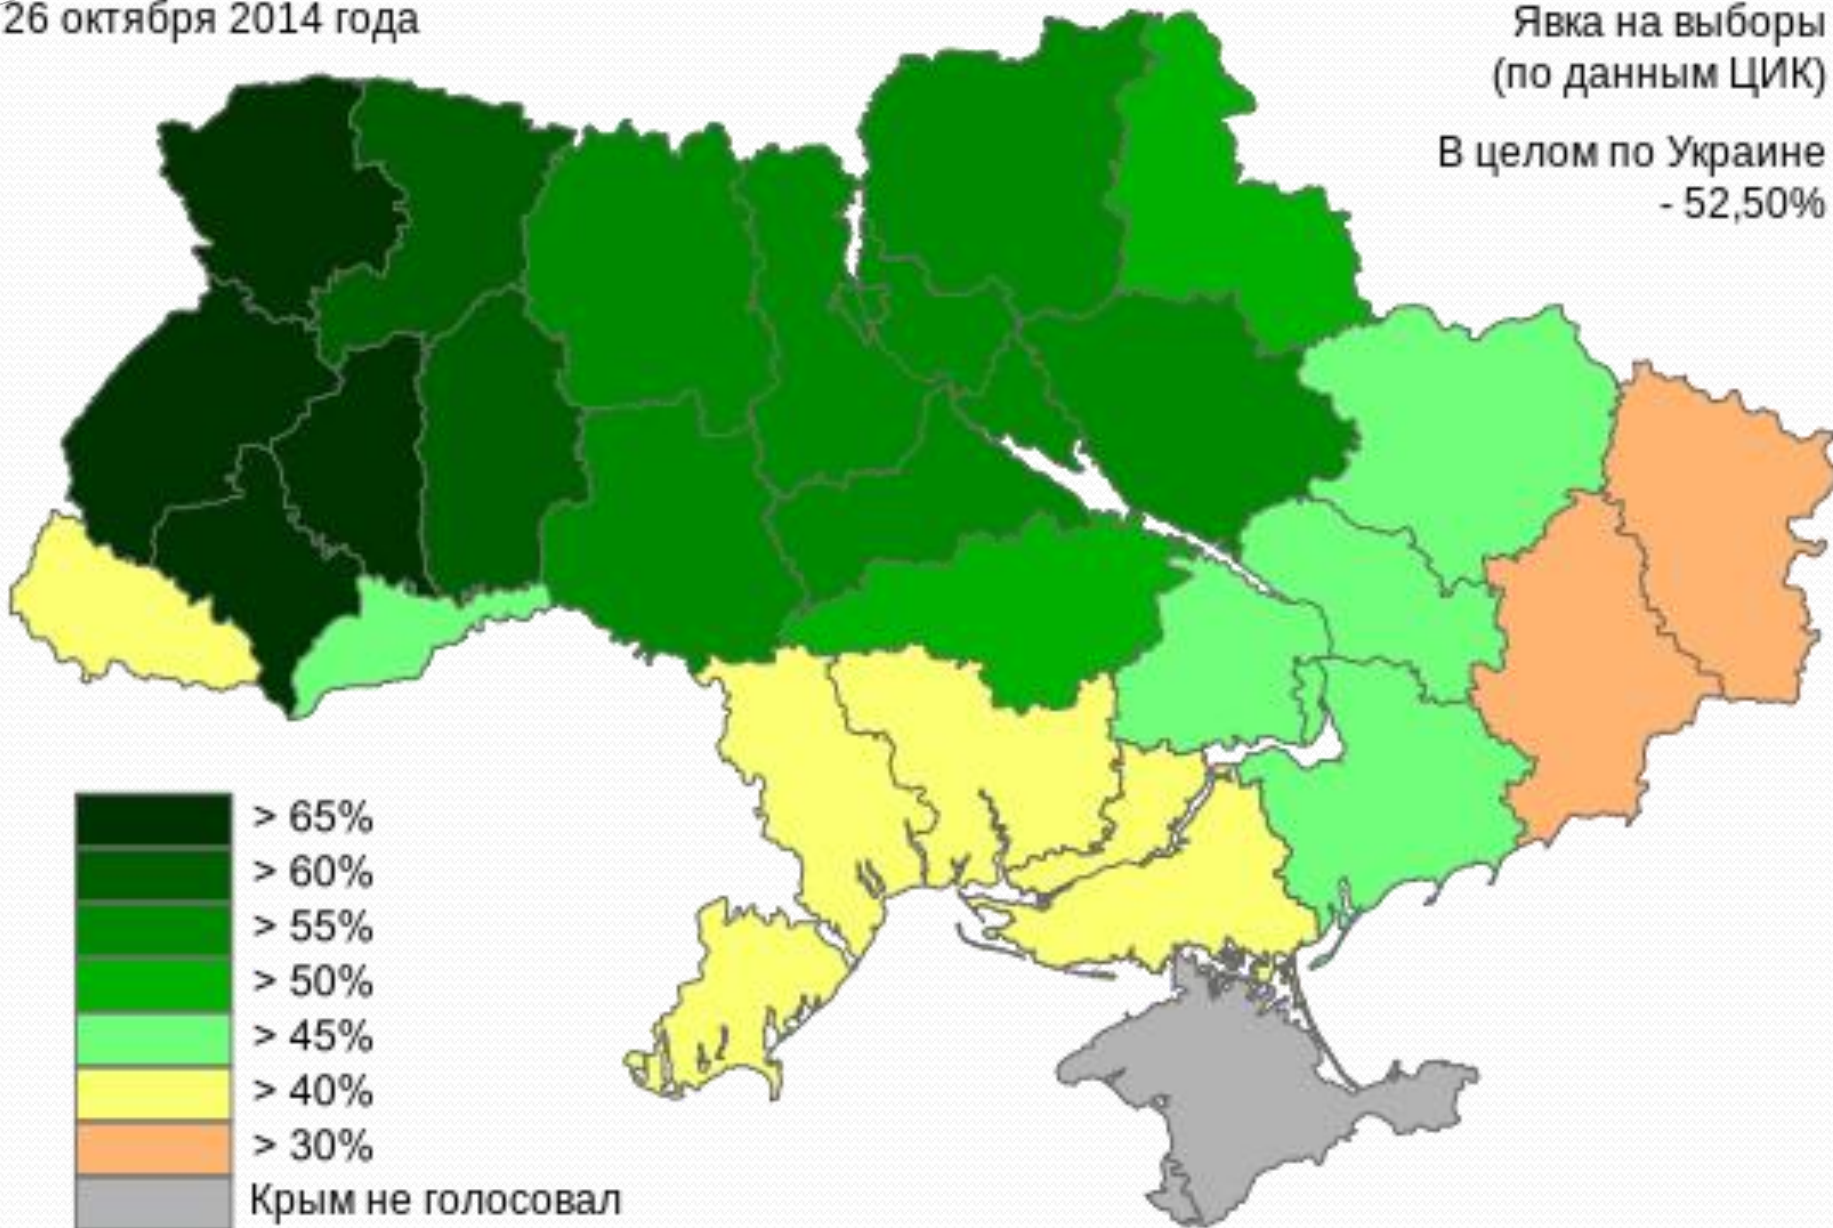 26 октября 2014 года
Явка на выборы
(по данным ЦИК)
В целом по Украине
- 52,50%
> 65%
> 60%
> 55%
> 50%
> 45%
> 40%
> 30%
Крым не голосовал